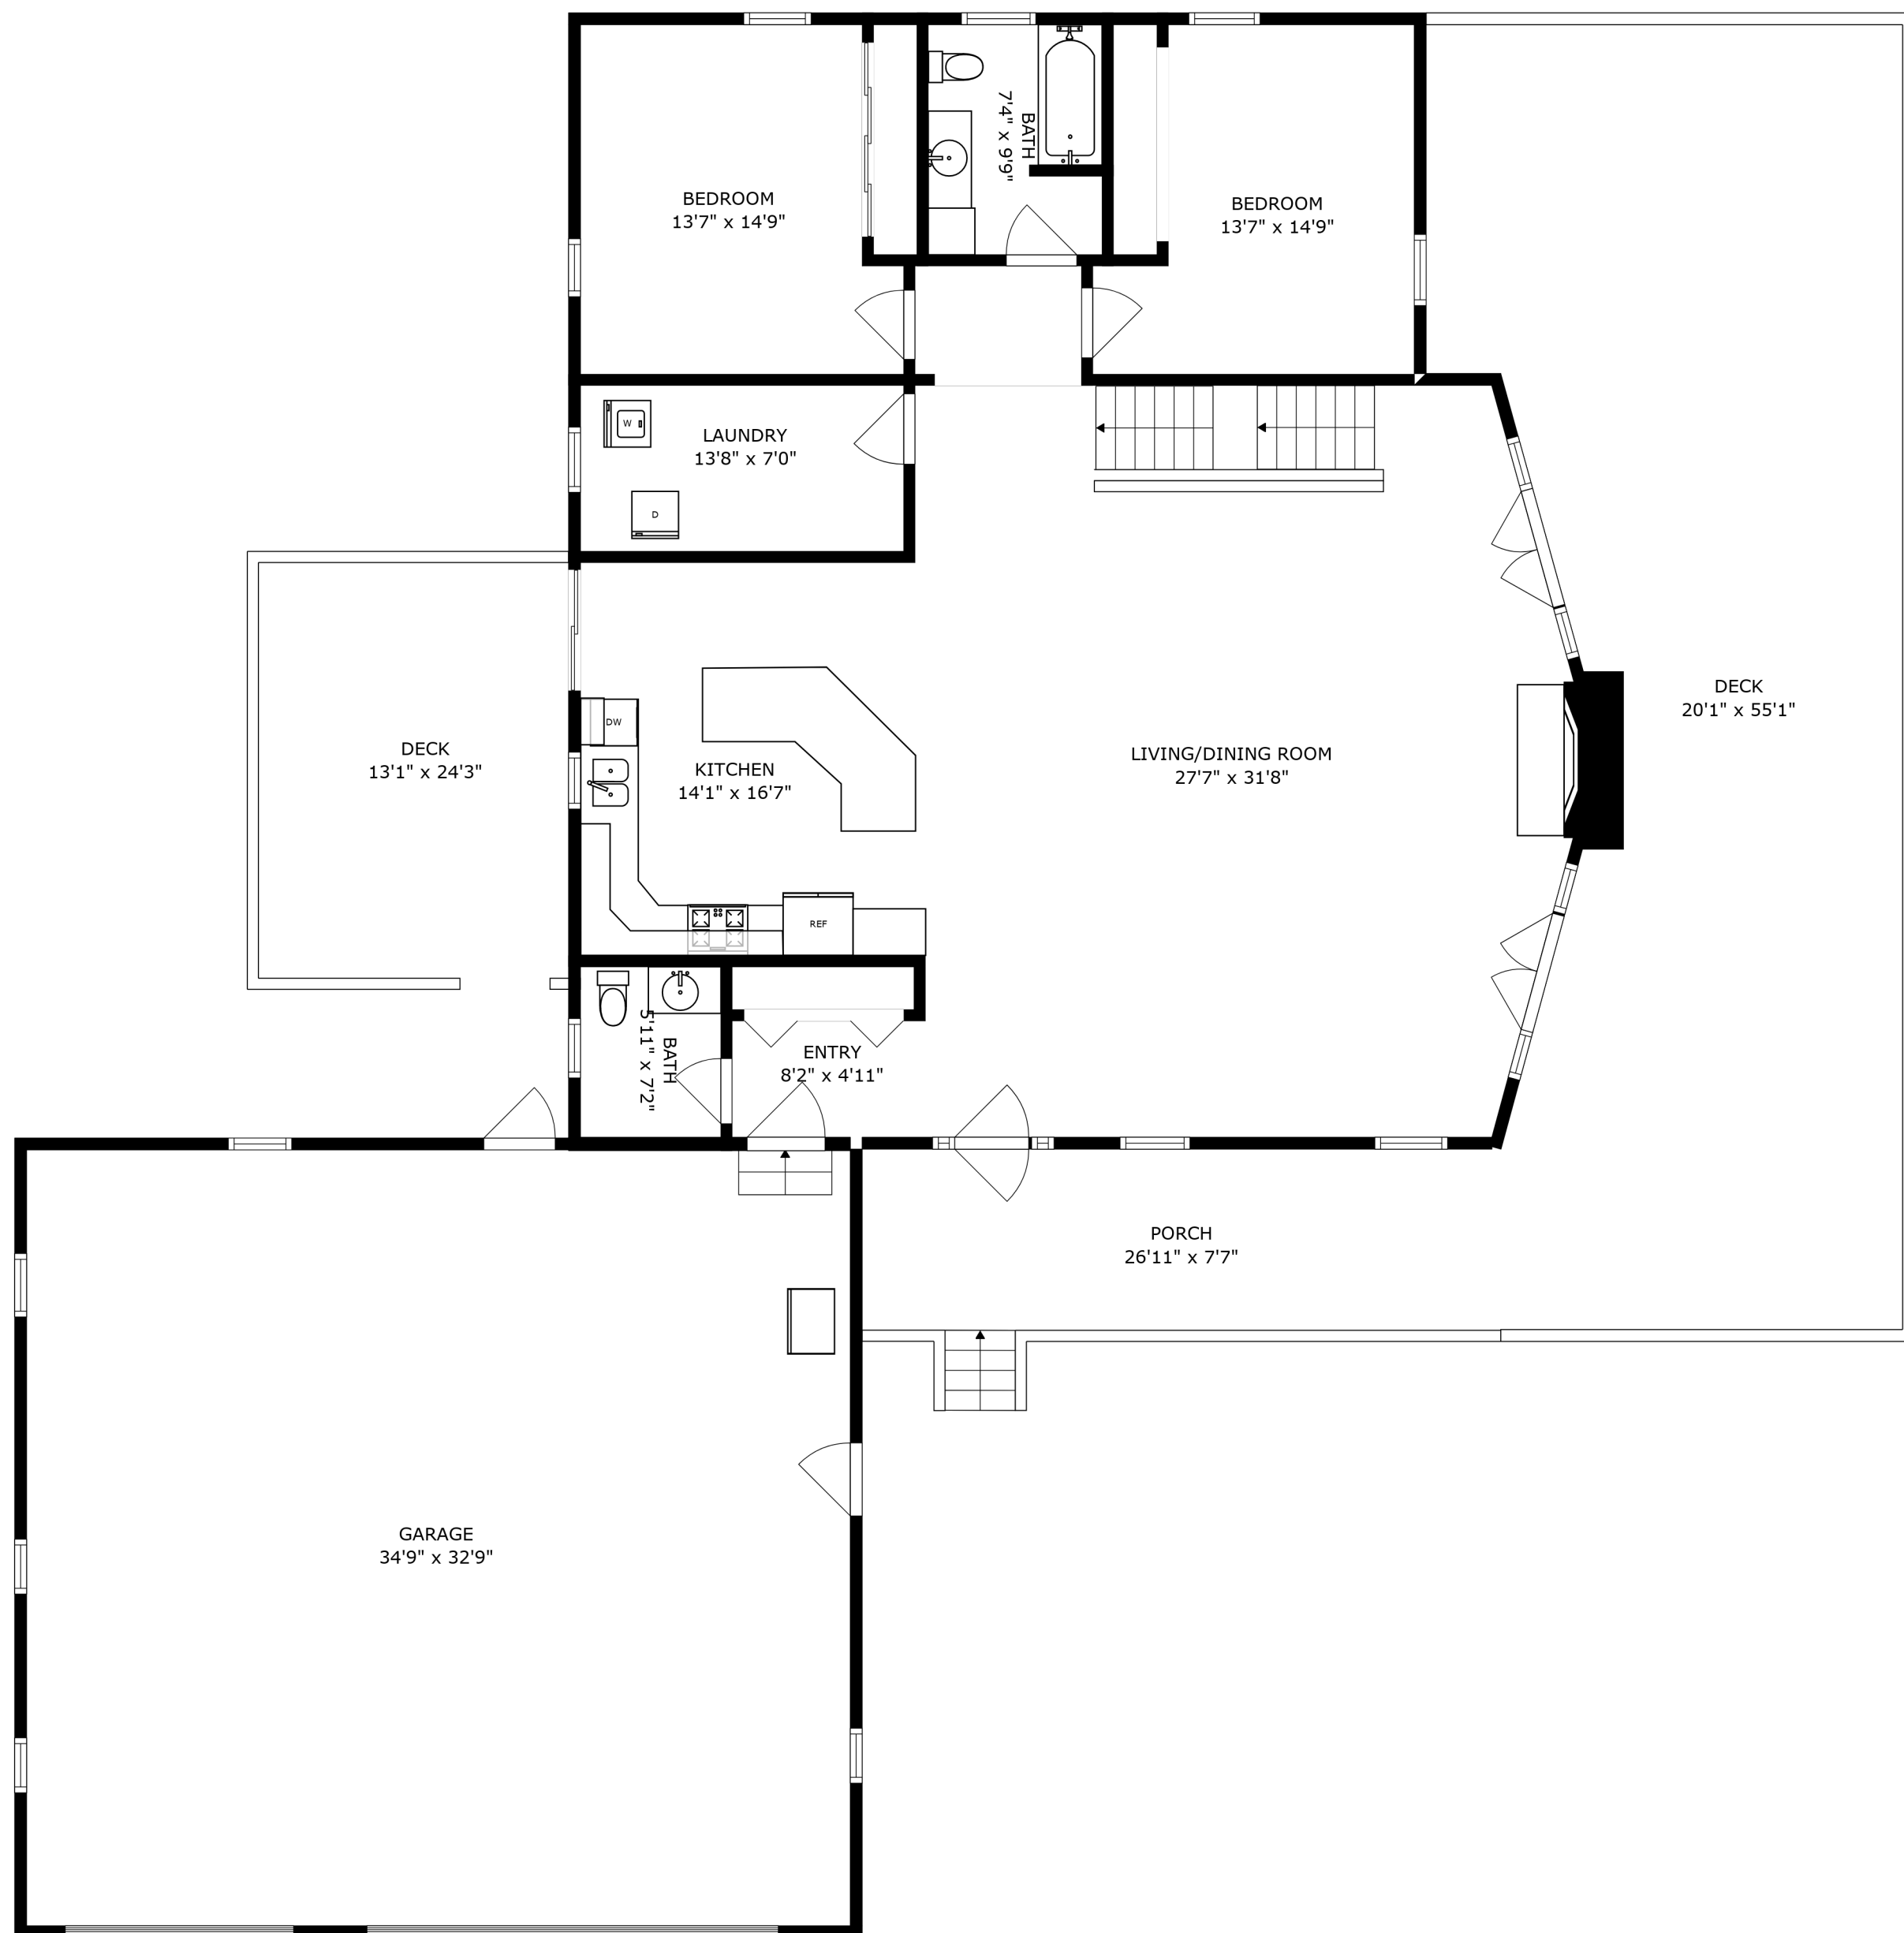 BATH
7'4" x 9'9"
BEDROOM
13'7" x 14'9"
BEDROOM
13'7" x 14'9"
W
LAUNDRY
13'8" x 7'0"
D
DECK
20'1" x 55'1"
DW
DECK
13'1" x 24'3"
KITCHEN
14'1" x 16'7"
LIVING/DINING ROOM
27'7" x 31'8"
REF
BATH
5'11" x 7'2"
ENTRY
8'2" x 4'11"
PORCH
26'11" x 7'7"
GARAGE
34'9" x 32'9"